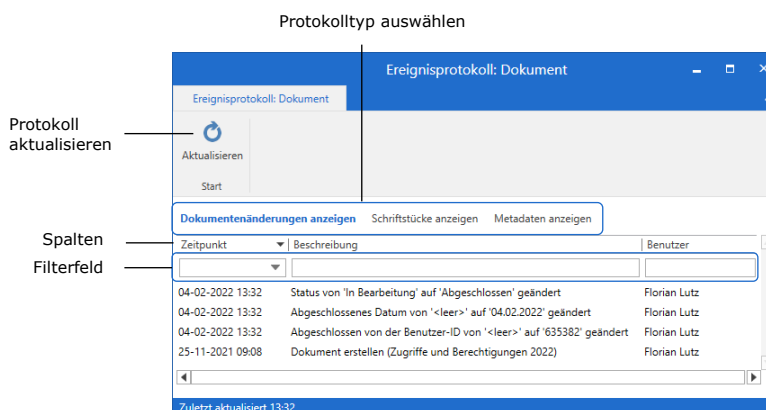 Protokolltyp auswählen
Ereignisprotokoll: Dokument
Ereignisprotokoll: Dokument
Protokoll
aktualisieren
Aktualisieren
Start
Dokumentenänderungen anzeigen Schriftstücke anzeigen Metadaten anzeigen
Spalten
Zeitpunkt Beschreibung Benutzer
Filterfeld
04-02-2022 13:32 Status von 'In Bearbeitung' auf 'Abgeschlossen' geändert Florian Lutz
04-02-2022 13:32 Abgeschlossenes Datum von '<leer>' auf '04.02.2022' geändert Florian Lutz
04-02-2022 13:32 Abgeschlossen von der Benutzer-ID von '<leer>' auf '635382' geändert Florian Lutz
25-11-2021 09:08 Dokument erstellen (Zugriffe und Berechtigungen 2022) Florian Lutz
Zuletzt aktualisiert 13:32